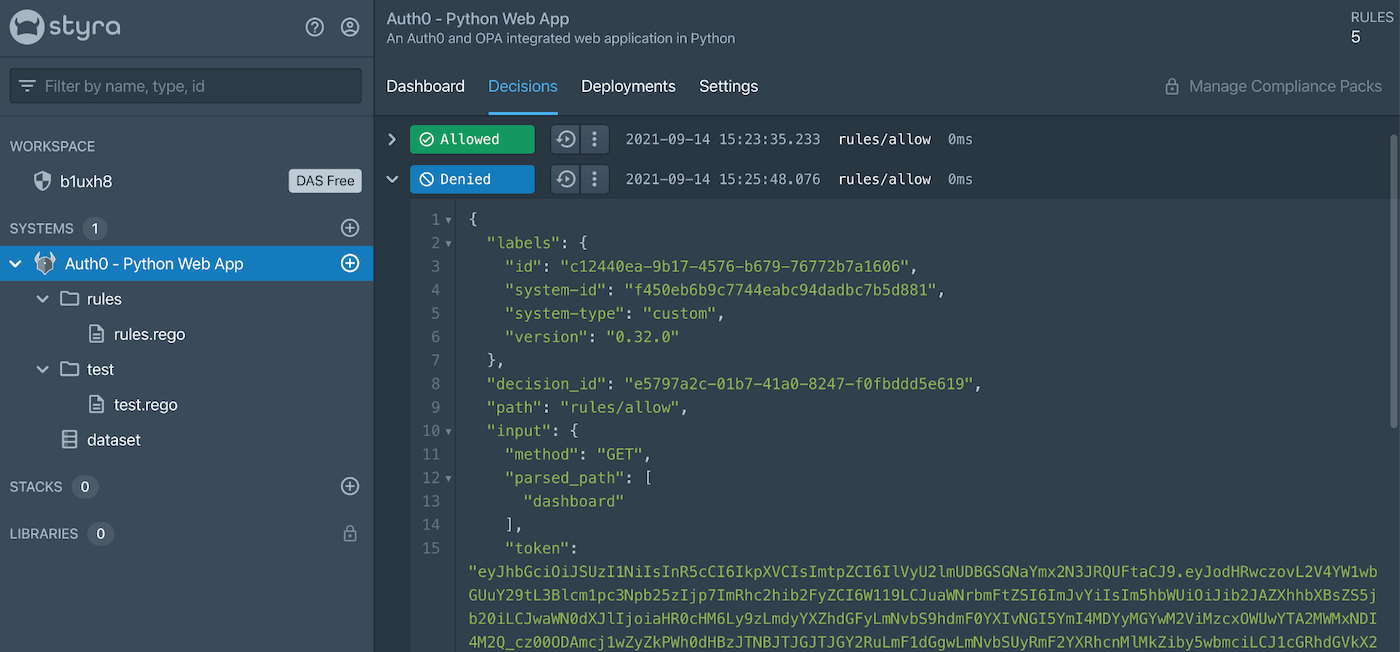 styra
Filter by name, type, id
WORKSPACE
b1uxh8 DAS Free
SYSTEMS 1
Auth0 - Python Web App
rules
rules.rego
test
test.rego
dataset
STACKS 0
LIBRARIES 0
Auth0 - Python Web App
An Auth0 and OPA integrated web application in Python
RULES
5
Dashboard Decisions Deployments Settings Manage Compliance Packs
Allowed 2021-09-14 15:23:35.233 rules/allow 0ms
Denied 2021-09-14 15:25:48.076 rules/allow 0ms
1 {
2 "labels": {
3 "id": "c12440ea-9b17-4576-b679-76772b7a1606",
4 "system-id": "f450eb6b9c7744eabc94dadbc7b5d881",
5 "system-type": "custom",
6 "version": "0.32.0"
7 },
8 "decision_id": "e5797a2c-01b7-41a0-8247-f0fbddd5e619",
9 "path": "rules/allow",
10 "input": {
11 "method": "GET",
12 "parsed_path": [
13 "dashboard"
14 ],
15 "token":
"eyJhbGciOiJSUzI1NiIsInR5cCI6IkpXVCIsImtpZCI6IlVyU2lmUDBGSGNaYmx2N3JRQUFtaCJ9.eyJodHRwczovL2V4YW1wb
GUuY29tL3Blcm1pc3Npb25zIjp7ImRhc2hib2FyZCI6W119LCJuaWNrbmFtZSI6ImJvYiIsIm5hbWUiOiJib2JAZXhhbXBsZS5j
b20iLCJwaWN0dXJlIjoiaHR0cHM6Ly9zLmdyYXZhdGFyLmNvbS9hdmF0YXIvNGI5YmI4MDYyMGYwM2ViMzcxOWUwYTA2MWMxNDI
4M2Q_cz00ODAmcj1wZyZkPWh0dHBzJTNBJTJGJTJGY2RuLmF1dGgwLmNvbSUyRmF2YXRhcnMlMkZiby5wbmciLCJ1cGRhdGVkX2